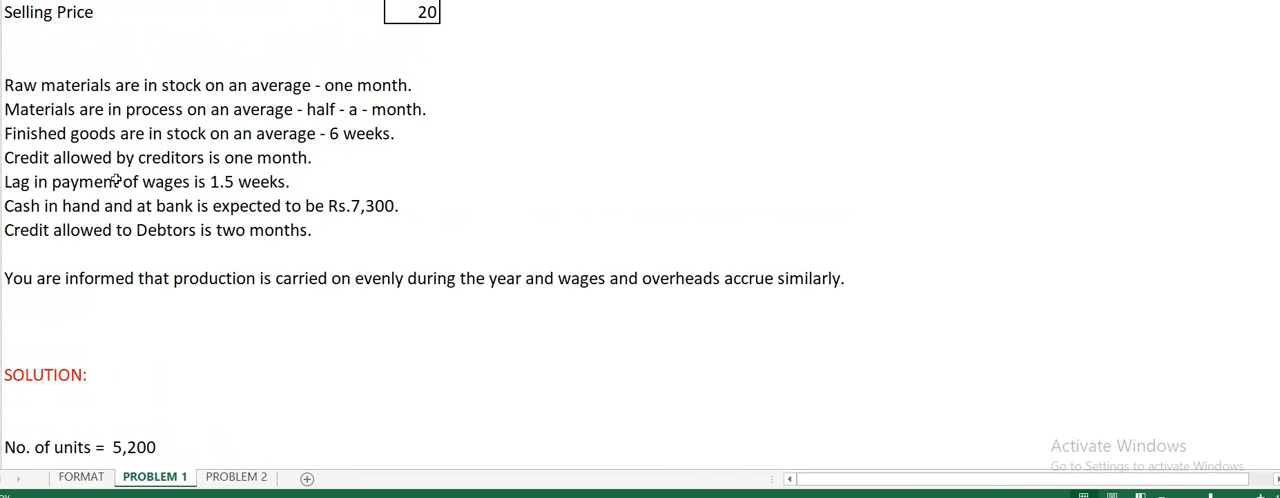 Selling Price 20
Raw materials are in stock on an average - one month.
Materials are in process on an average - half - a - month.
Finished goods are in stock on an average - 6 weeks.
Credit allowed by creditors is one month.
Lag in payment of wages is 1.5 weeks.
Cash in hand and at bank is expected to be Rs.7,300.
Credit allowed to Debtors is two months.
You are informed that production is carried on evenly during the year and wages and overheads accrue similarly.
SOLUTION:
No. of units = 5,200
Activate Windows
Go to Settings to activate Windows.
FORMAT PROBLEM 1 PROBLEM 2